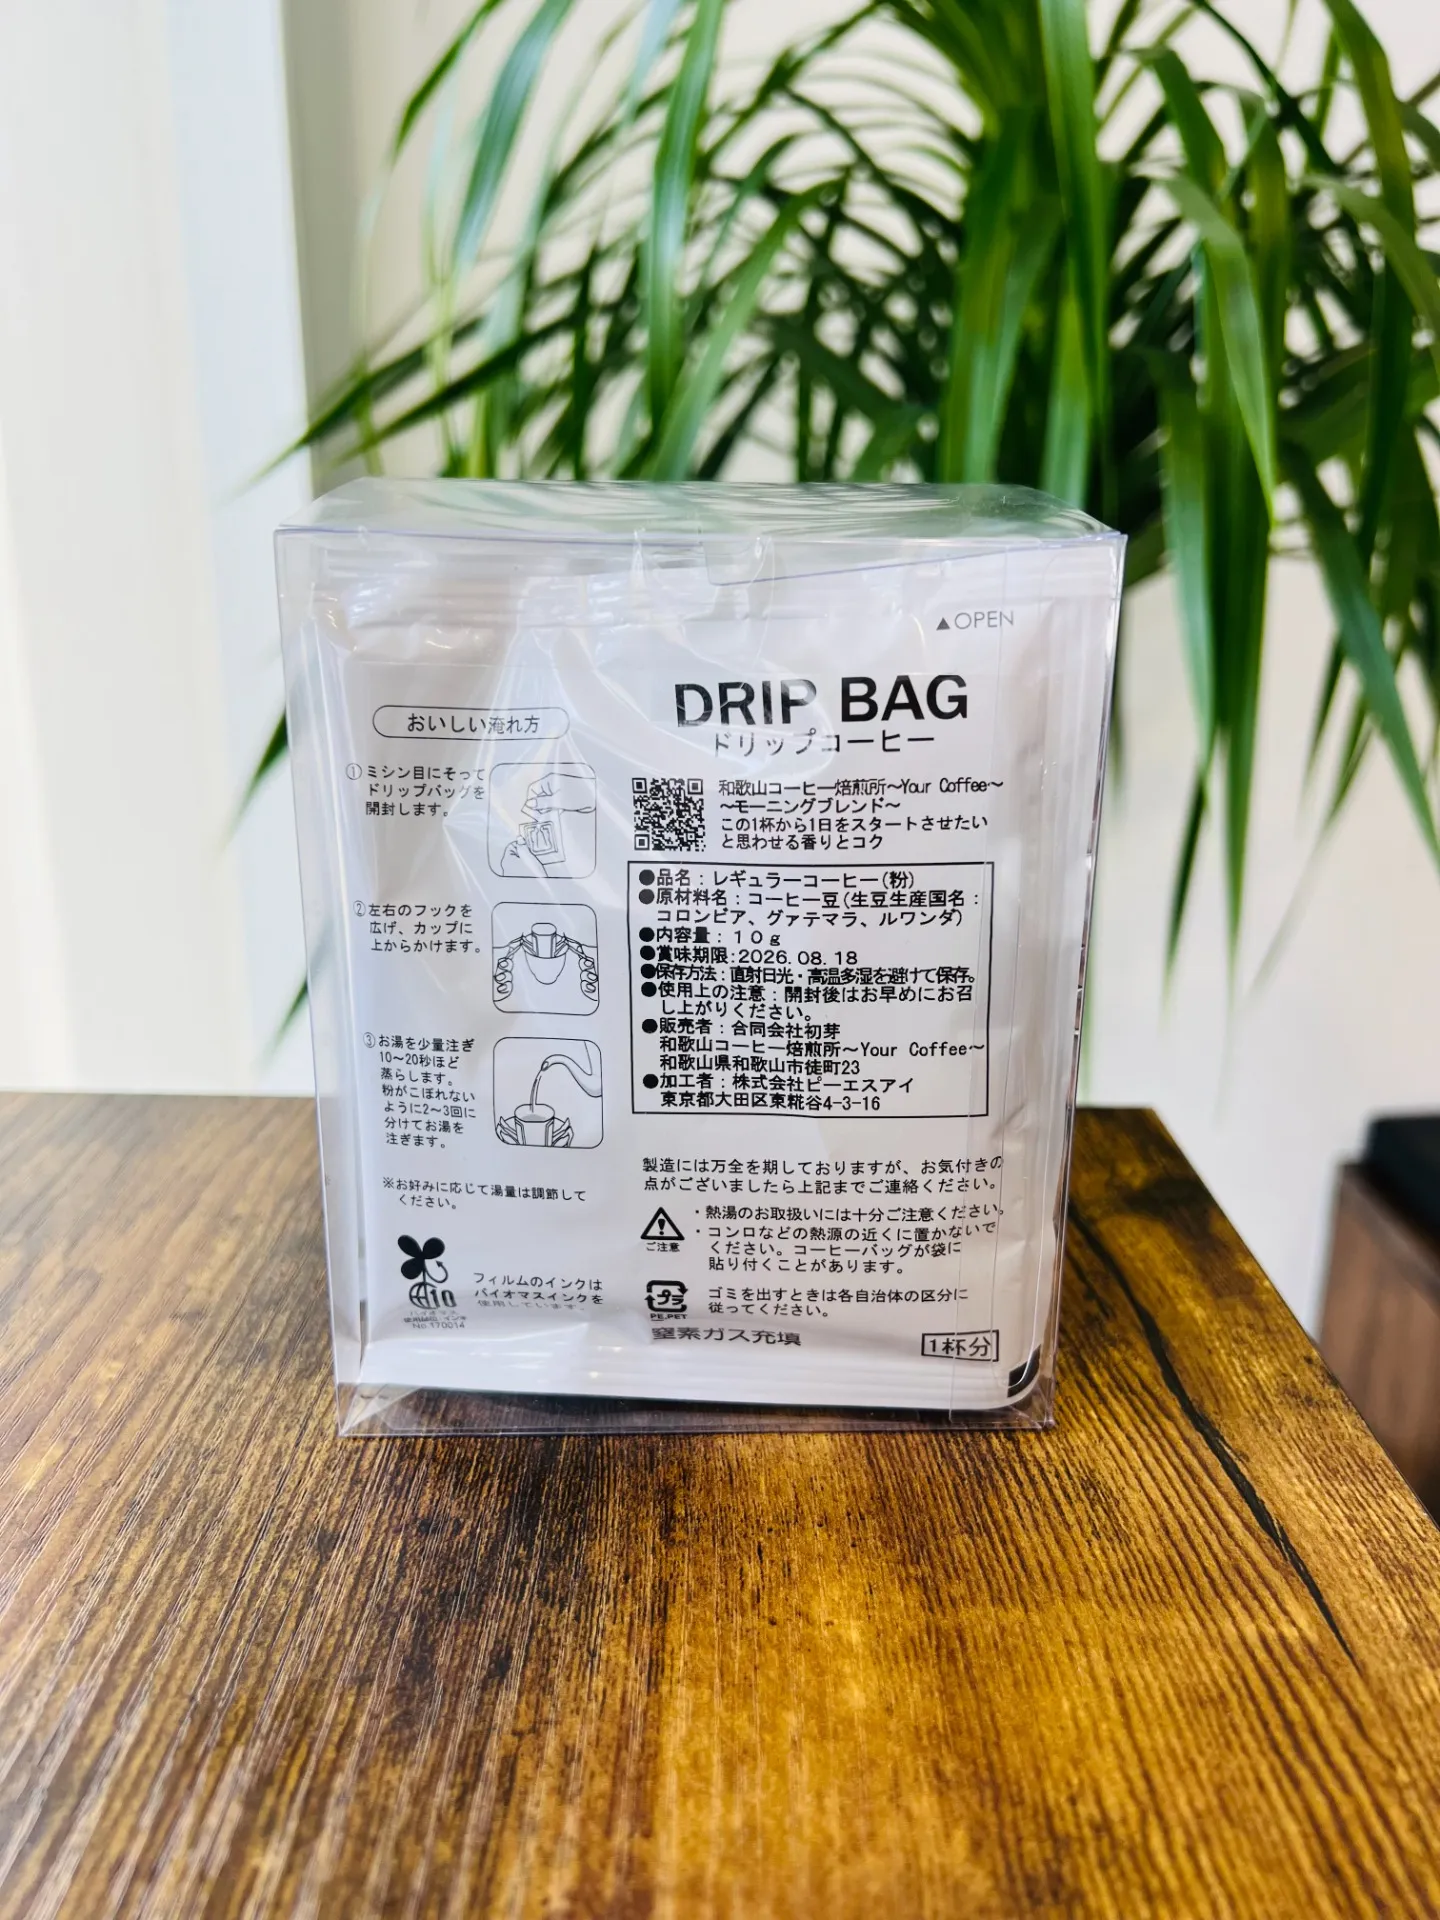 ▲OPEN
DRIP BAG
ドリップコーヒー
和歌山コーヒー焙煎所～Your Coffee～
～モーニングブレンド～
この1杯から1日をスタートさせたい
と思わせる香りとコク
●品名：レギュラーコーヒー(粉)
●原材料名：コーヒー豆(生豆生産国名：
コロンビア、グァテマラ、ルワンダ)
●内容量：１０ｇ
●賞味期限:2026.08.18
●保存方法：直射日光・高温多湿を避けて保存。
●使用上の注意：開封後はお早めにお召
し上がりください。
●販売者：合同会社初芽
和歌山コーヒー焙煎所～Your Coffee～
和歌山県和歌山市徒町23
●加工者：株式会社ピーエスアイ
東京都大田区東糀谷4-3-16
製造には万全を期しておりますが、お気付きの
点がございましたら上記までご連絡ください。
ご注意
・熱湯のお取扱いには十分ご注意ください。
・コンロなどの熱源の近くに置かないで
ください。コーヒーバッグが袋に
貼り付くことがあります。
プラ
PE,PET
ゴミを出すときは各自治体の区分に
従ってください。
窒素ガス充填
1杯分
おいしい淹れ方
①ミシン目にそって
ドリップバッグを
開封します。
②左右のフックを
広げ、カップに
上からかけます。
③お湯を少量注ぎ
10～20秒ほど
蒸らします。
粉がこぼれない
ように2～3回に
分けてお湯を
注ぎます。
※お好みに応じて湯量は調節して
ください。
10
バイオマス
No.170014
フィルムのインクは
バイオマスインクを
使用しています。